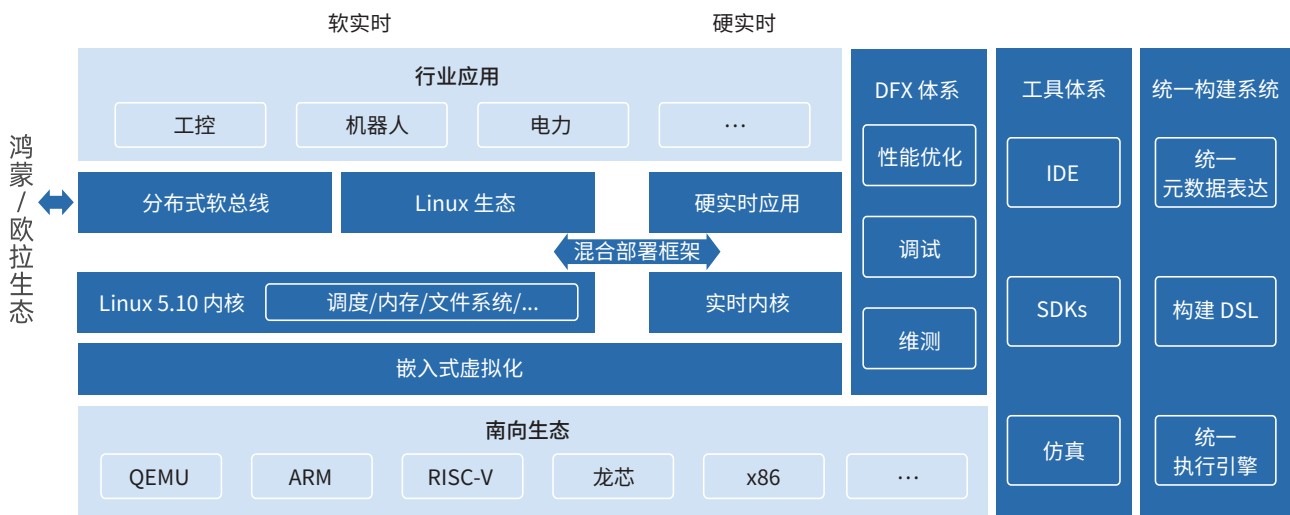 软实时
硬实时
鸿蒙/欧拉生态
行业应用
工控
机器人
电力
…
分布式软总线
Linux 生态
硬实时应用
混合部署框架
Linux 5.10 内核
调度/内存/文件系统/...
实时内核
嵌入式虚拟化
南向生态
QEMU
ARM
RISC-V
龙芯
x86
…
DFX 体系
性能优化
调试
维测
工具体系
IDE
SDKs
仿真
统一构建系统
统一
元数据表达
构建 DSL
统一
执行引擎